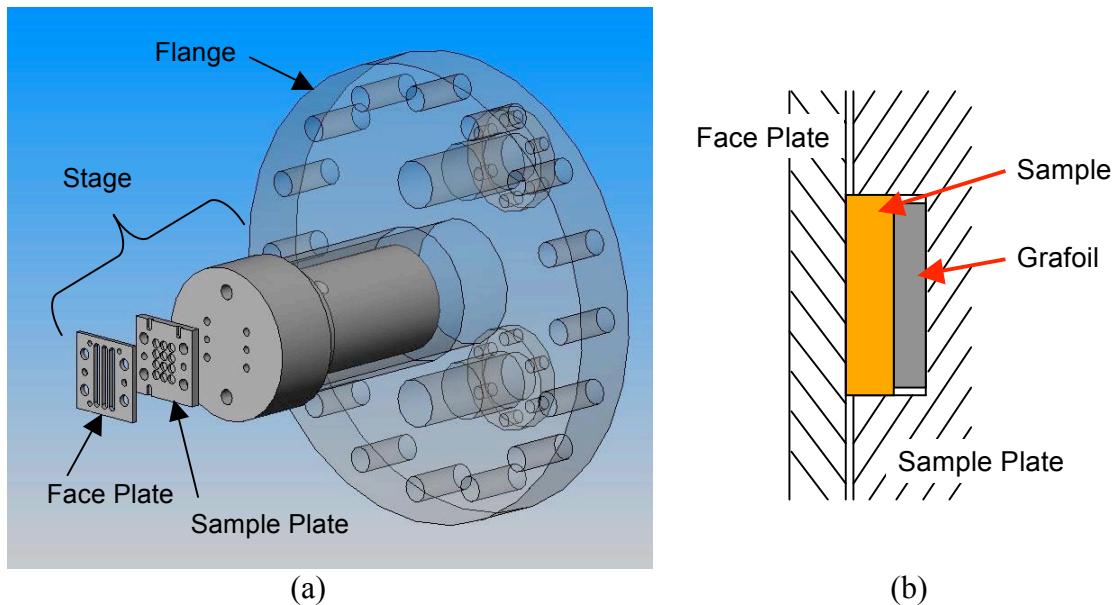 Flange
Stage
Face Plate
Sample Plate
(a)
Face Plate
Sample
Grafoil
Sample Plate
(b)